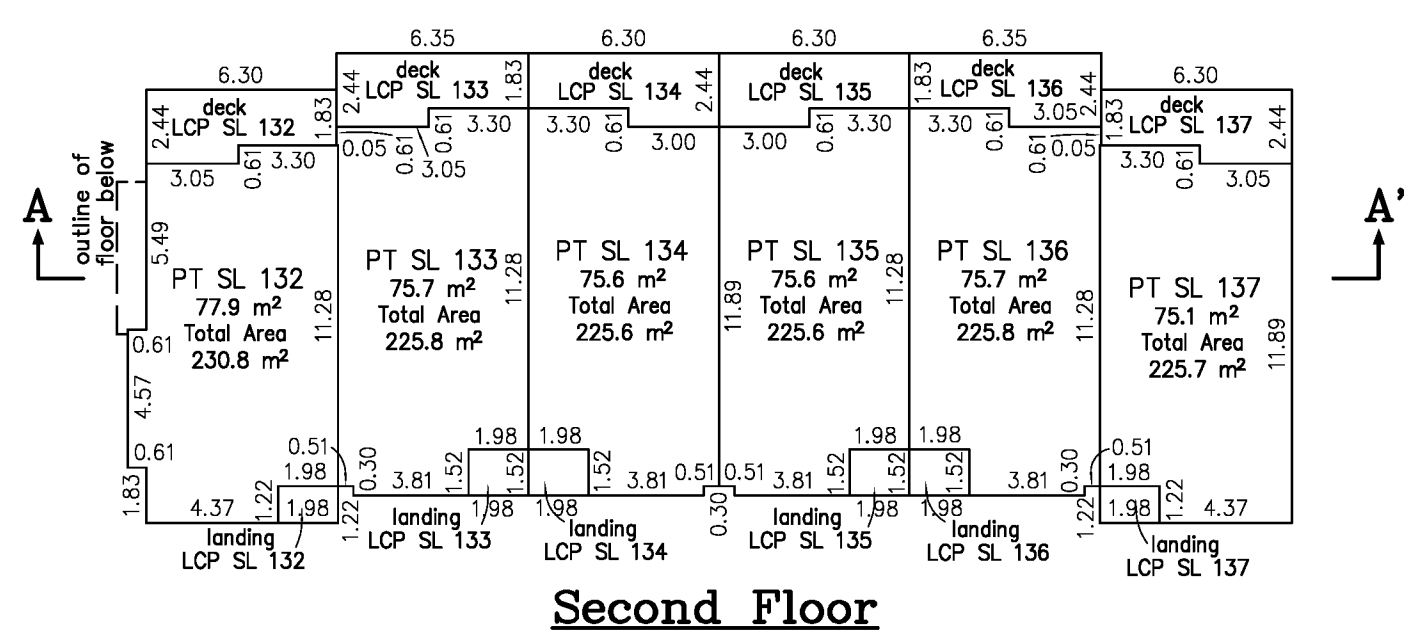 6.35
6.30
6.30
6.35
6.30
6.30
deck
LCP SL 132
2.44
1.83
deck
LCP SL 133
2.44
1.83
deck
LCP SL 134
2.44
deck
LCP SL 135
deck
LCP SL 136
1.83
2.44
deck
LCP SL 137
1.83
2.44
3.05
0.61
3.30
0.05
0.61
3.05
0.61
3.30
3.30
0.61
3.00
3.00
0.61
3.30
3.30
0.61
3.05
0.61
0.05
3.30
0.61
3.05
A
outline of
floor below
A'
5.49
PT SL 132
77.9 m²
Total Area
230.8 m²
11.28
PT SL 133
75.7 m²
Total Area
225.8 m²
11.28
PT SL 134
75.6 m²
Total Area
225.6 m²
11.89
PT SL 135
75.6 m²
Total Area
225.6 m²
11.28
PT SL 136
75.7 m²
Total Area
225.8 m²
11.28
PT SL 137
75.1 m²
Total Area
225.7 m²
11.89
0.61
4.57
0.61
1.83
4.37
1.22
1.98
1.98
0.51
1.22
0.30
3.81
1.52
1.98
1.52
1.98
1.98
1.98
1.52
3.81
0.51
0.30
0.51
3.81
1.52
1.98
1.52
1.98
1.98
1.98
1.52
3.81
0.30
1.22
0.51
1.98
1.98
1.22
4.37
landing
LCP SL 132
landing
LCP SL 133
landing
LCP SL 134
landing
LCP SL 135
landing
LCP SL 136
landing
LCP SL 137
Second Floor